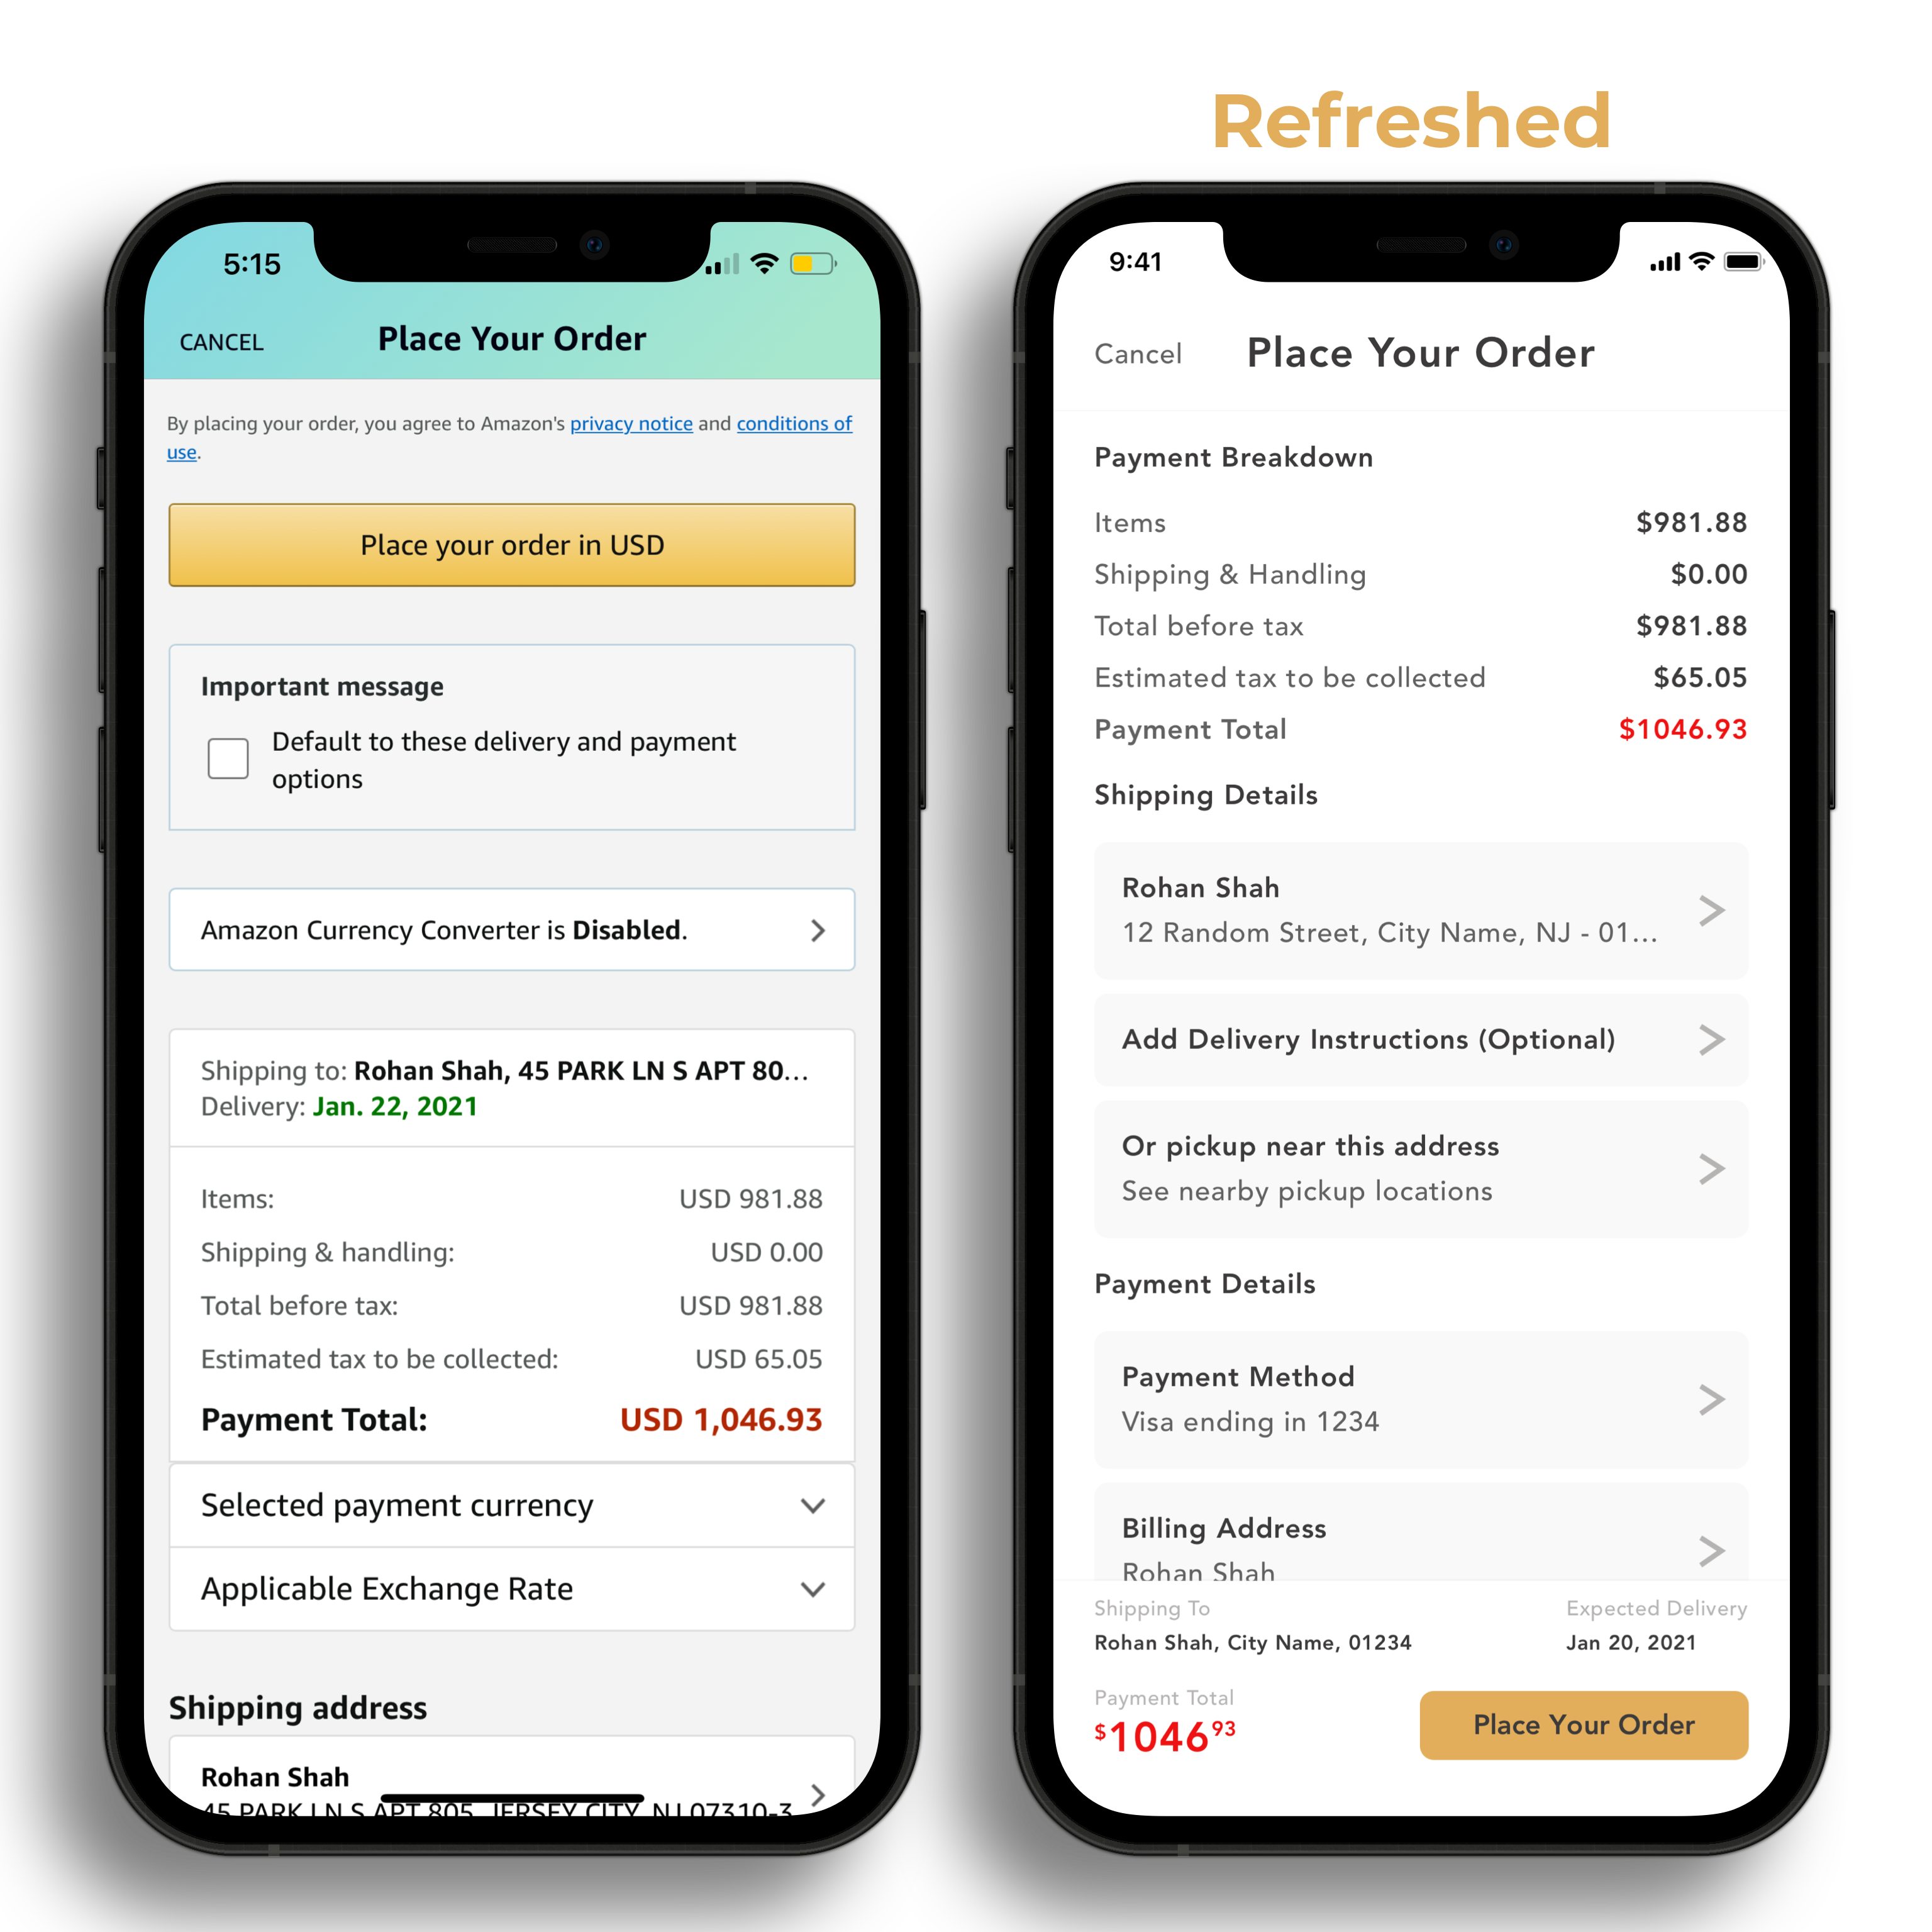 Refreshed
5:15
CANCEL
Place Your Order
By placing your order, you agree to Amazon's privacy notice and conditions of
use.
Place your order in USD
Important message
Default to these delivery and payment
options
Amazon Currency Converter is Disabled.
Shipping to: Rohan Shah, 45 PARK LN S APT 80...
Delivery: Jan. 22, 2021
Items: USD 981.88
Shipping & handling: USD 0.00
Total before tax: USD 981.88
Estimated tax to be collected: USD 65.05
Payment Total: USD 1,046.93
Selected payment currency
Applicable Exchange Rate
Shipping address
Rohan Shah
45 PARK LN S APT 805, JERSEY CITY, NJ 07310-3
9:41
Cancel
Place Your Order
Payment Breakdown
Items $981.88
Shipping & Handling $0.00
Total before tax $981.88
Estimated tax to be collected $65.05
Payment Total $1046.93
Shipping Details
Rohan Shah
12 Random Street, City Name, NJ - 01...
Add Delivery Instructions (Optional)
Or pickup near this address
See nearby pickup locations
Payment Details
Payment Method
Visa ending in 1234
Billing Address
Rohan Shah
Shipping To Expected Delivery
Rohan Shah, City Name, 01234 Jan 20, 2021
Payment Total
$1046 93
Place Your Order